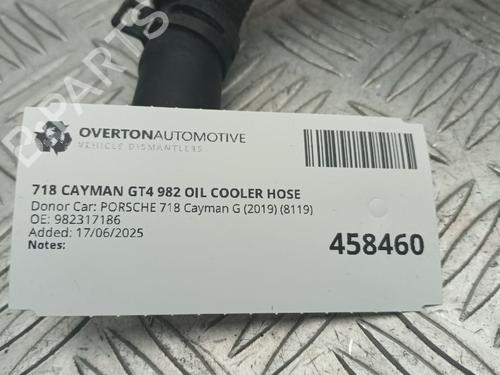 B-PARTS
OVERTONAUTOMOTIVE
VEHICLE DISMANTLERS
718 CAYMAN GT4 982 OIL COOLER HOSE
Donor Car: PORSCHE 718 Cayman G (2019) (8119)
OE: 982317186
Added: 17/06/2025
Notes:
458460